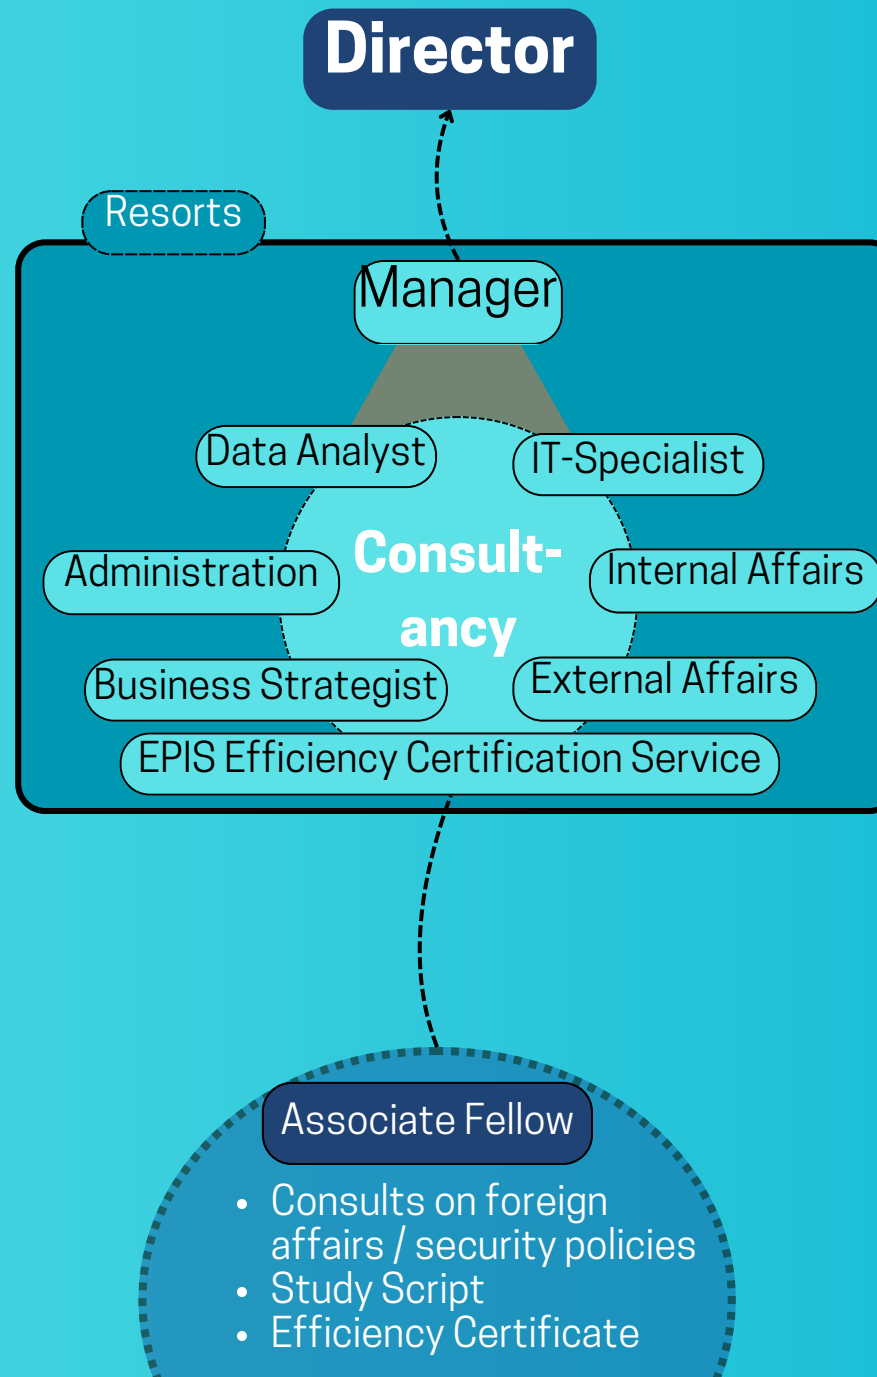 Director
Resorts
Manager
Data Analyst
IT-Specialist
Consult-
ancy
Administration
Internal Affairs
Business Strategist
External Affairs
EPIS Efficiency Certification Service
Associate Fellow
• Consults on foreign
affairs / security policies
• Study Script
• Efficiency Certificate